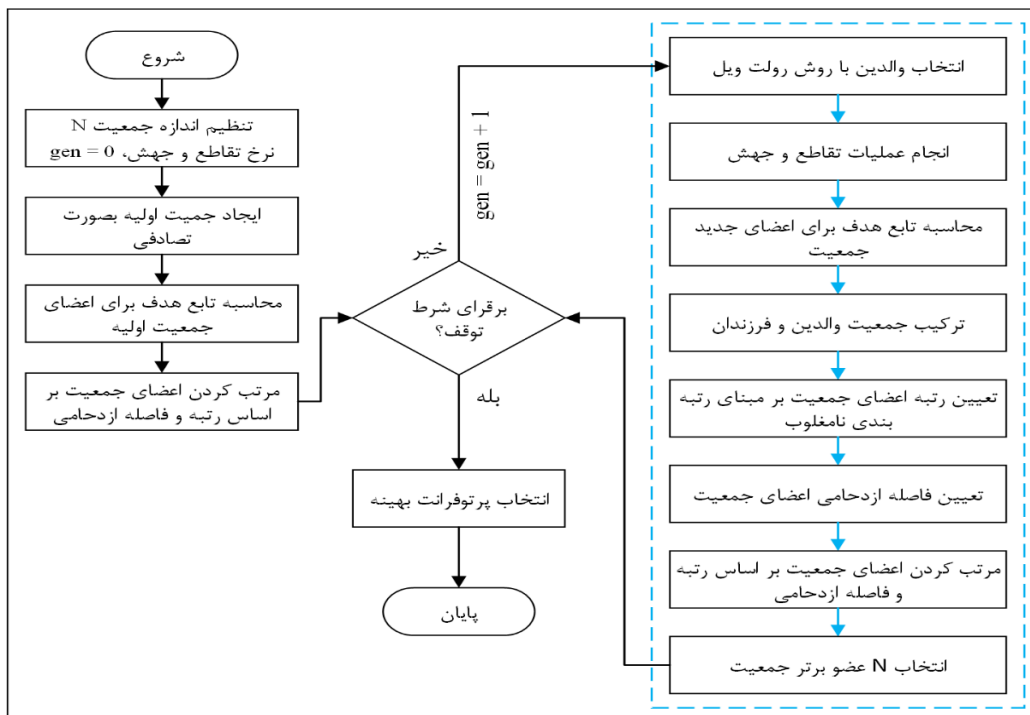 شروع
تنظیم اندازه جمعیت N
نرخ تقاطع و جهش، gen = 0
ایجاد جمیت اولیه بصورت
تصادفی
محاسبه تابع هدف برای اعضای
جمعیت اولیه
مرتب کردن اعضای جمعیت بر
اساس رتبه و فاصله ازدحامی
برقرای شرط
توقف؟
خیر
gen = gen + 1
بله
انتخاب پرتوفرانت بهینه
پایان
انتخاب والدین با روش رولت ویل
انجام عملیات تقاطع و جهش
محاسبه تابع هدف برای اعضای جدید
جمعیت
ترکیب جمعیت والدین و فرزندان
تعیین رتبه اعضای جمعیت بر مبنای رتبه
بندی نامغلوب
تعیین فاصله ازدحامی اعضای جمعیت
مرتب کردن اعضای جمعیت بر اساس رتبه
و فاصله ازدحامی
انتخاب N عضو برتر جمعیت